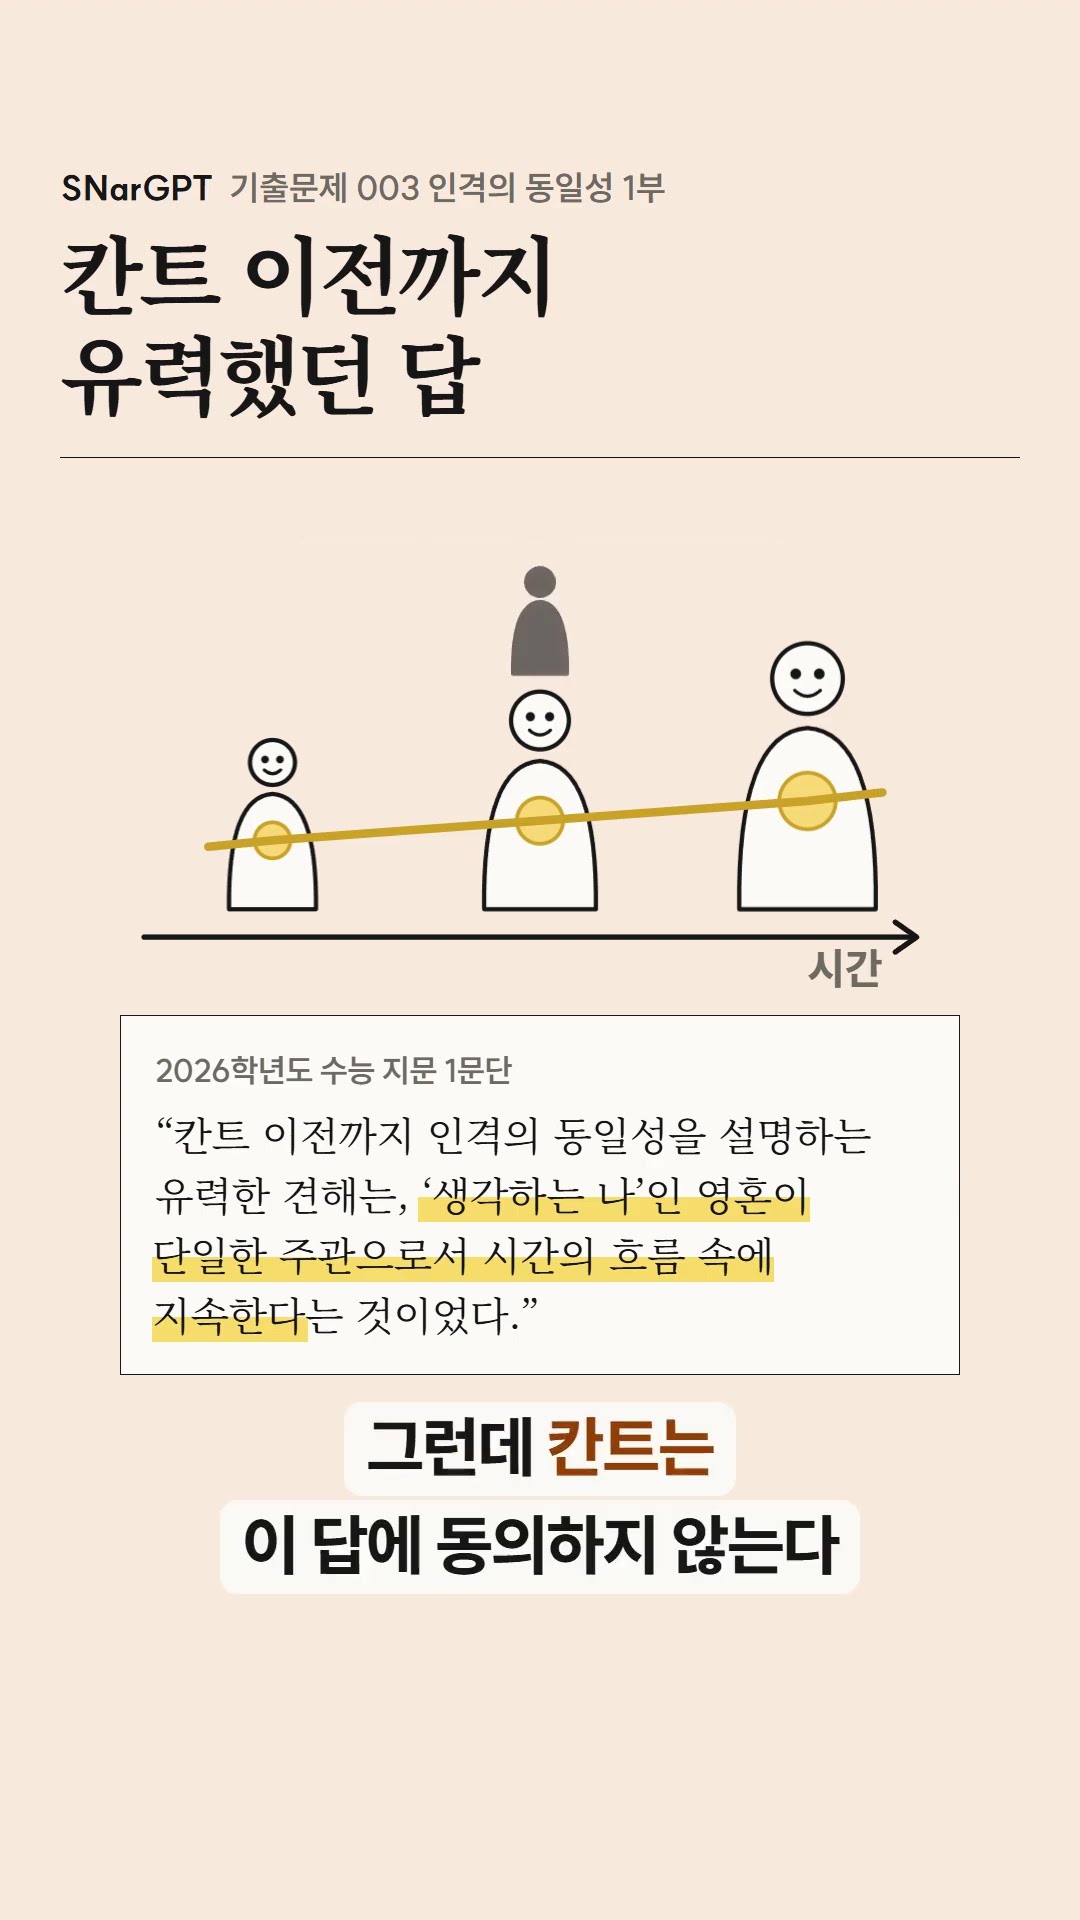 SNarGPT 기출문제 003 인격의 동일성 1부
칸트 이전까지
유력했던 답
시간
2026학년도 수능 지문 1문단
“칸트 이전까지 인격의 동일성을 설명하는
유력한 견해는, ‘생각하는 나’인 영혼이
단일한 주관으로서 시간의 흐름 속에
지속한다는 것이었다.”
그런데 칸트는
이 답에 동의하지 않는다